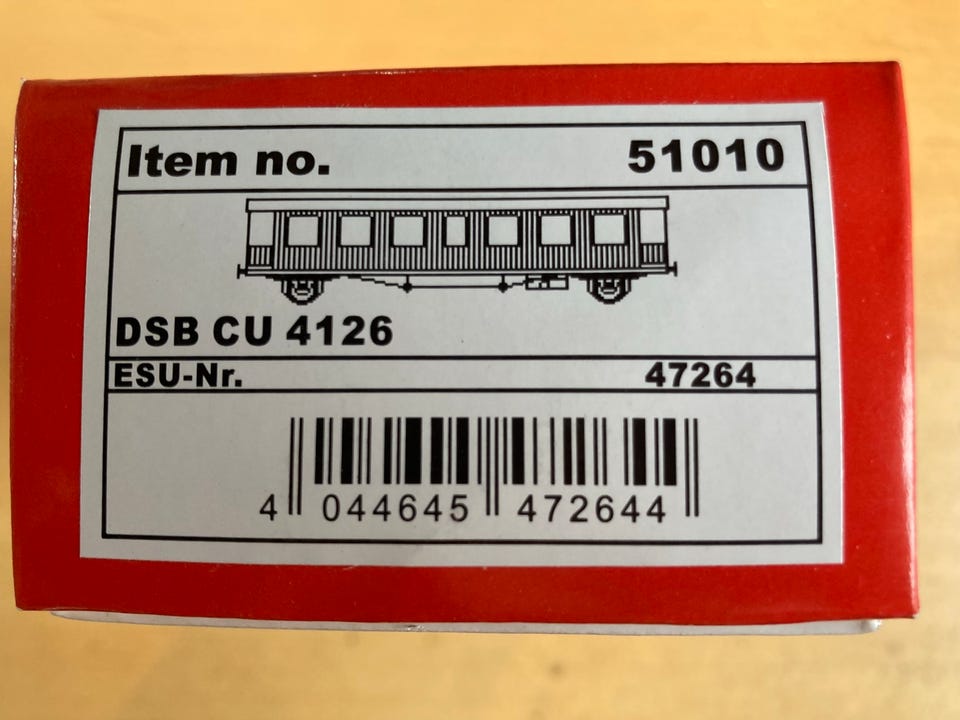 Item no. 51010
DSB CU 4126
ESU-Nr. 47264
4 044645 472644